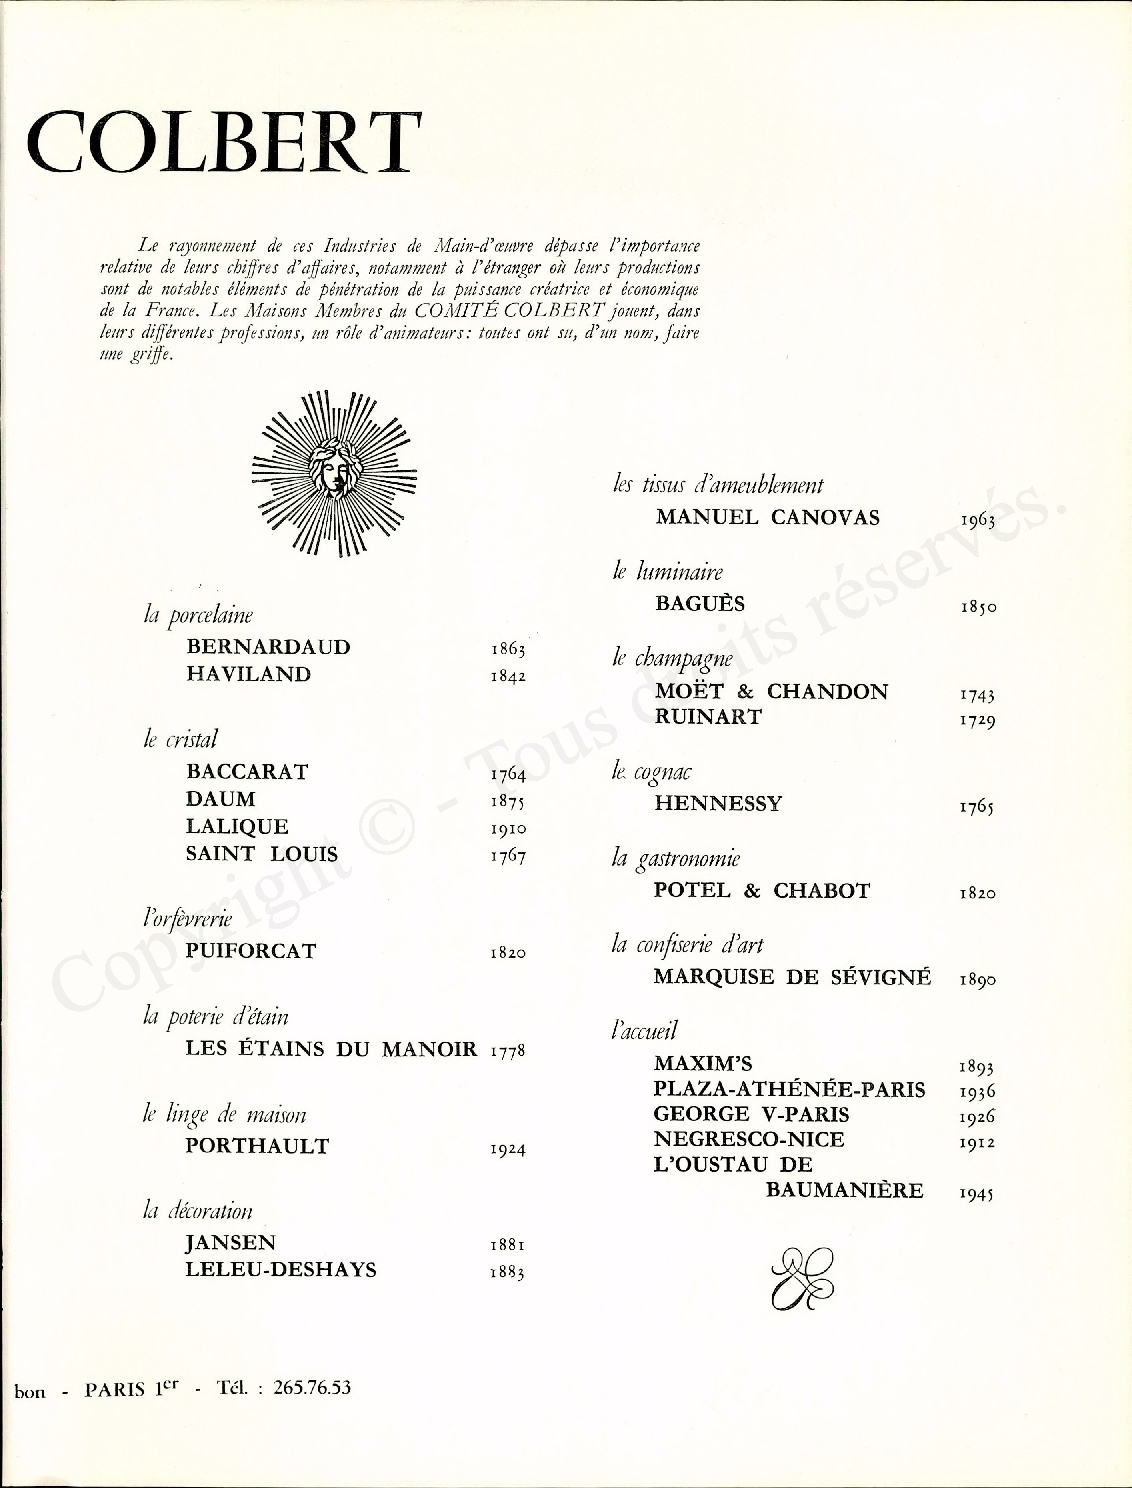 COLBERT
Le rayonnement de ces Industries de Main-d'œuvre dépasse l'importance
relative de leurs chiffres d'affaires, notamment à l'étranger où leurs productions
sont de notables éléments de pénétration de la puissance créatrice et économique
de la France. Les Maisons Membres du COMITÉ COLBERT jouent, dans
leurs différentes professions, un rôle d'animateurs : toutes ont su, d'un nom, faire
une griffe.
la porcelaine
BERNARDAUD 1863
HAVILAND 1842
le cristal
BACCARAT 1764
DAUM 1875
LALIQUE 1910
SAINT LOUIS 1767
l'orfèvrerie
PUIFORCAT 1820
la poterie d'étain
LES ÉTAINS DU MANOIR 1778
le linge de maison
PORTHAULT 1924
la décoration
JANSEN 1881
LELEU-DESHAYS 1883
les tissus d'ameublement
MANUEL CANOVAS 1963
le luminaire
BAGUÈS 1850
le champagne
MOËT & CHANDON 1743
RUINART 1729
le cognac
HENNESSY 1765
la gastronomie
POTEL & CHABOT 1820
la confiserie d'art
MARQUISE DE SÉVIGNÉ 1890
l'accueil
MAXIM'S 1893
PLAZA-ATHÉNÉE-PARIS 1936
GEORGE V-PARIS 1926
NEGRESCO-NICE 1912
L'OUSTAU DE
BAUMANIÈRE 1945
bon - PARIS 1er - Tél. : 265.76.53
Copyright © - Tous droits réservés.